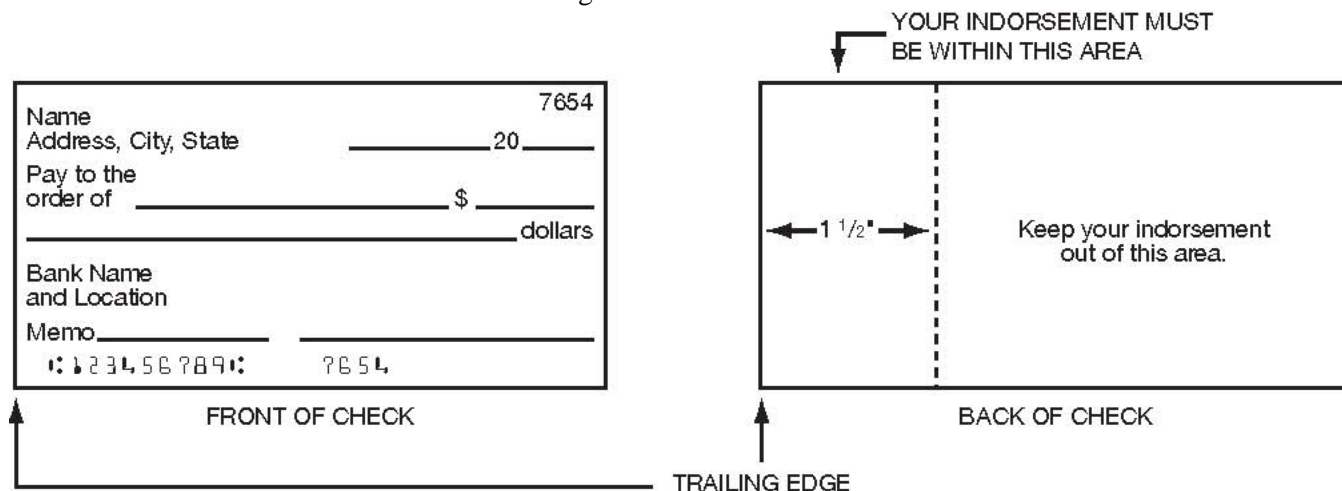 YOUR INDORSEMENT MUST
BE WITHIN THIS AREA
7654
Name
Address, City, State 20
Pay to the
order of $
dollars
Bank Name
and Location
Memo
⑆123456789⑆ 7654
FRONT OF CHECK
1 1/2"
Keep your indorsement
out of this area.
BACK OF CHECK
TRAILING EDGE